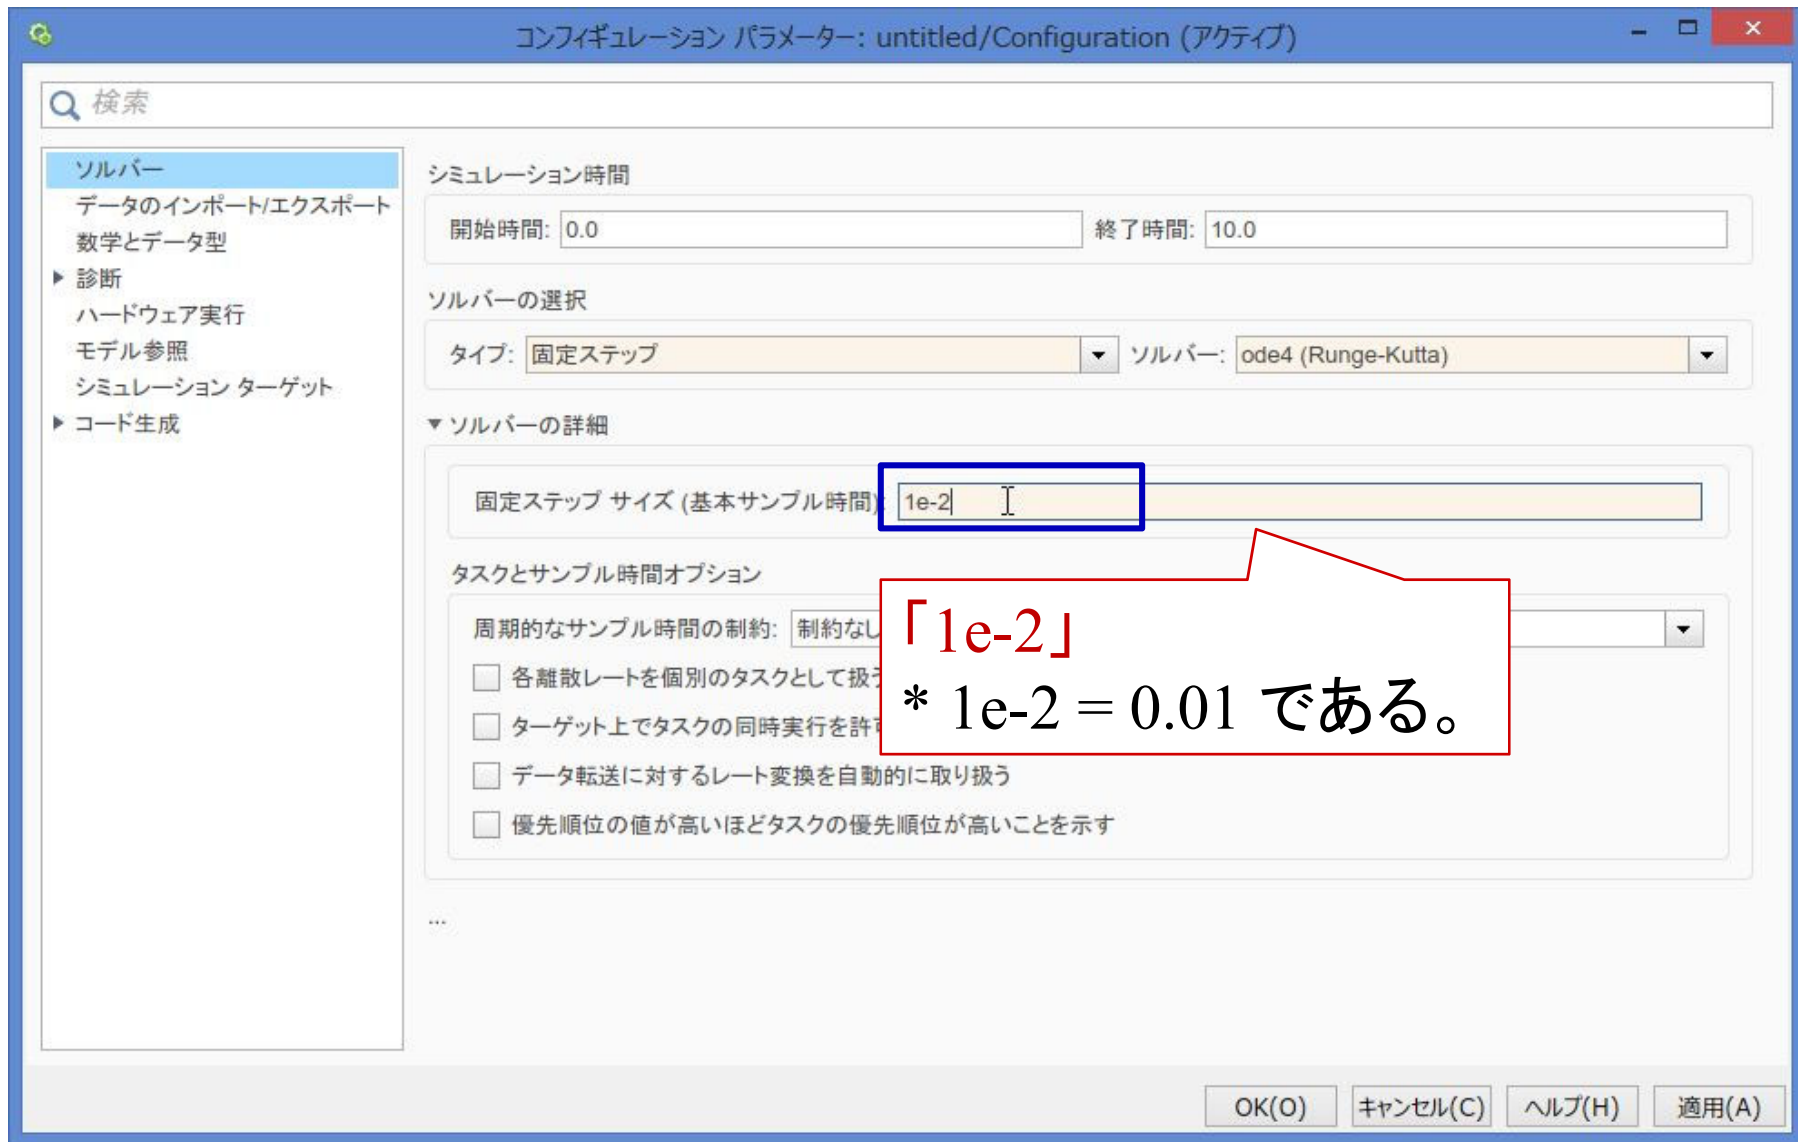 コンフィギュレーション パラメーター: untitled/Configuration (アクティブ)
検索
ソルバー
データのインポート/エクスポート
数学とデータ型
診断
ハードウェア実行
モデル参照
シミュレーション ターゲット
コード生成
シミュレーション時間
開始時間: 0.0 終了時間: 10.0
ソルバーの選択
タイプ: 固定ステップ ソルバー: ode4 (Runge-Kutta)
ソルバーの詳細
固定ステップ サイズ (基本サンプル時間): 1e-2
タスクとサンプル時間オプション
周期的なサンプル時間の制約: 制約なし
各離散レートを個別のタスクとして扱う
ターゲット上でタスクの同時実行を許
データ転送に対するレート変換を自動的に取り扱う
優先順位の値が高いほどタスクの優先順位が高いことを示す
「1e-2」
* 1e-2 = 0.01 である。
...
OK(O) キャンセル(C) ヘルプ(H) 適用(A)